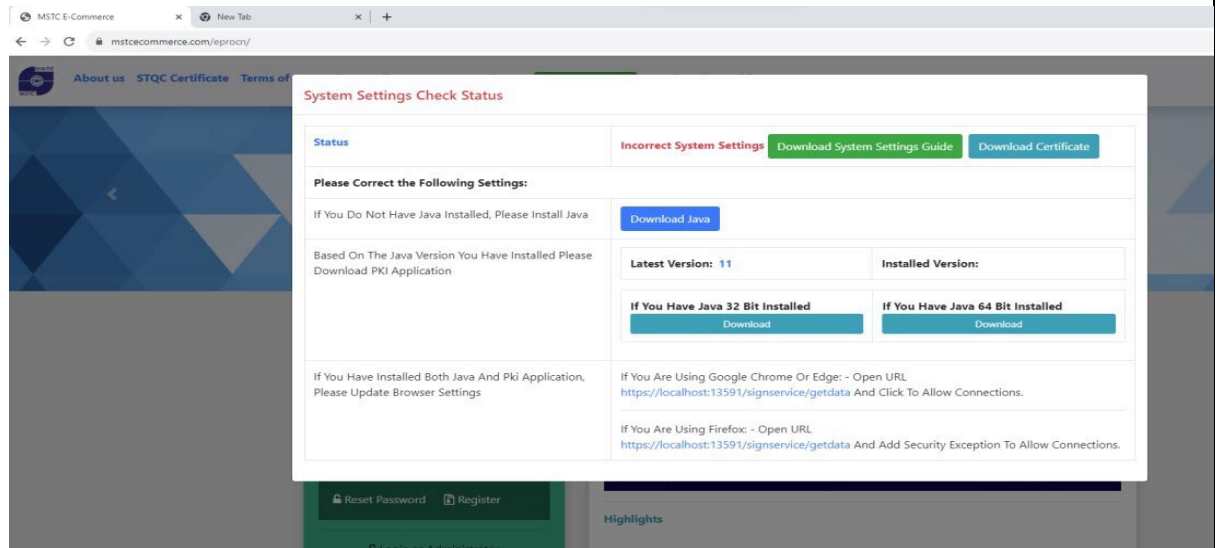 MSTC E-Commerce
New Tab
mstcecommerce.com/eprocn/
MSTC
About us STQC Certificate Terms of
System Settings Check Status
Status
Incorrect System Settings Download System Settings Guide Download Certificate
Please Correct the Following Settings:
If You Do Not Have Java Installed, Please Install Java
Download Java
Based On The Java Version You Have Installed Please
Download PKI Application
Latest Version: 11
Installed Version:
If You Have Java 32 Bit Installed
Download
If You Have Java 64 Bit Installed
Download
If You Have Installed Both Java And Pki Application,
Please Update Browser Settings
If You Are Using Google Chrome Or Edge: - Open URL
https://localhost:13591/signservice/getdata And Click To Allow Connections.
If You Are Using Firefox: - Open URL
https://localhost:13591/signservice/getdata And Add Security Exception To Allow Connections.
Reset Password Register
Highlights